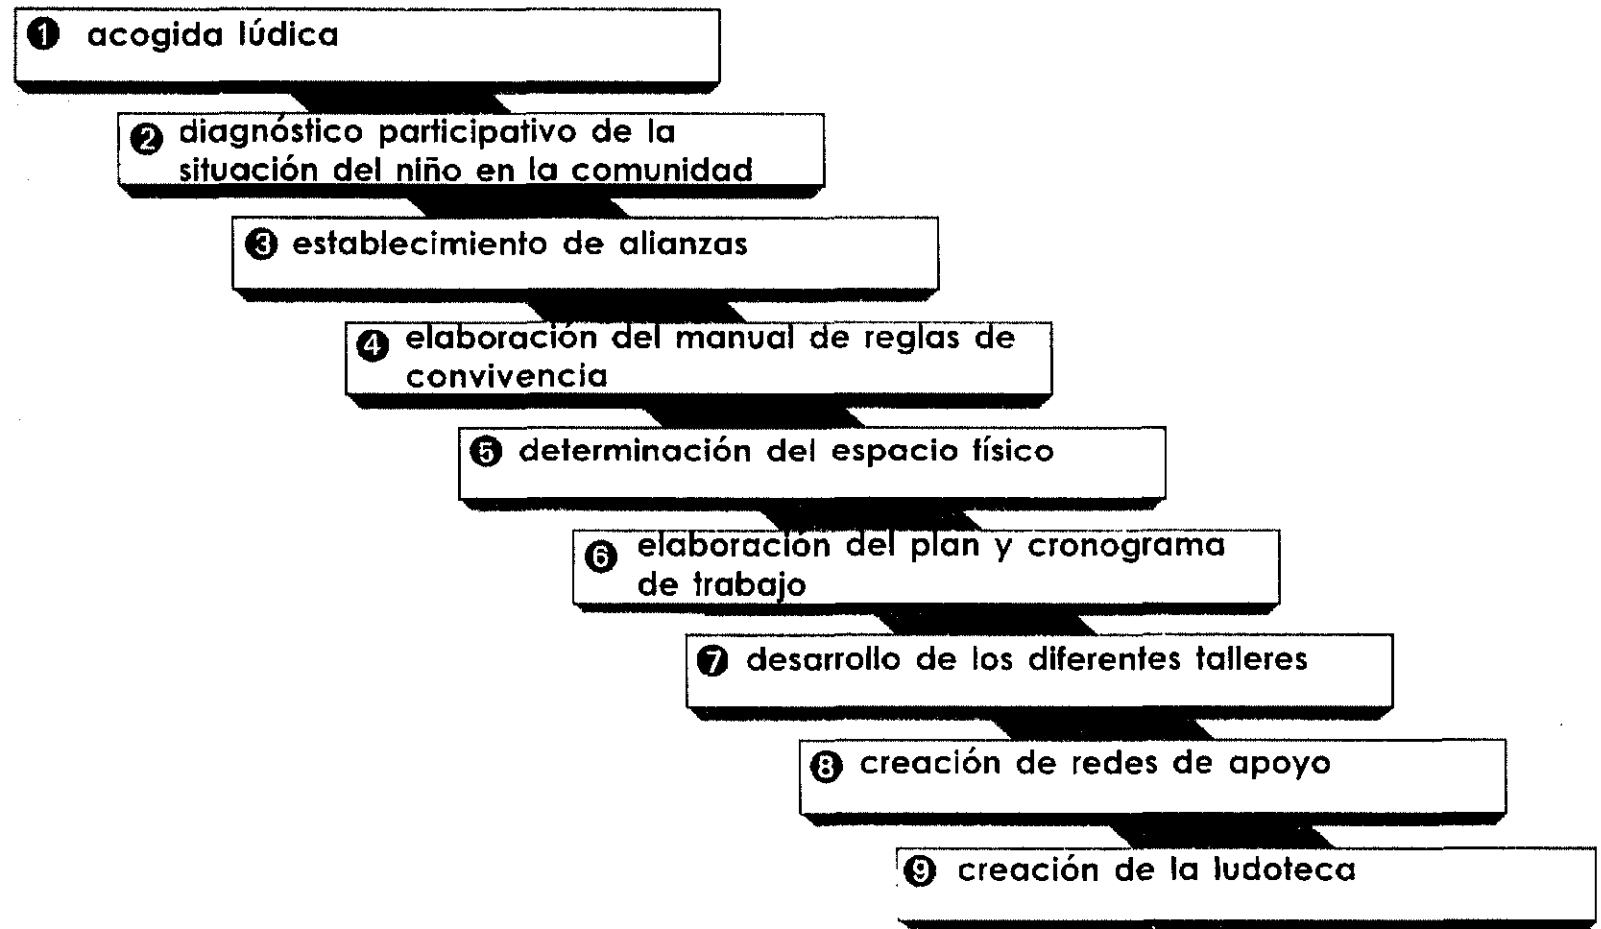 1 acogida lúdica
2 diagnóstico participativo de la
situación del niño en la comunidad
3 establecimiento de alianzas
4 elaboración del manual de reglas de
convivencia
5 determinación del espacio físico
6 elaboración del plan y cronograma
de trabajo
7 desarrollo de los diferentes talleres
8 creación de redes de apoyo
9 creación de la ludoteca